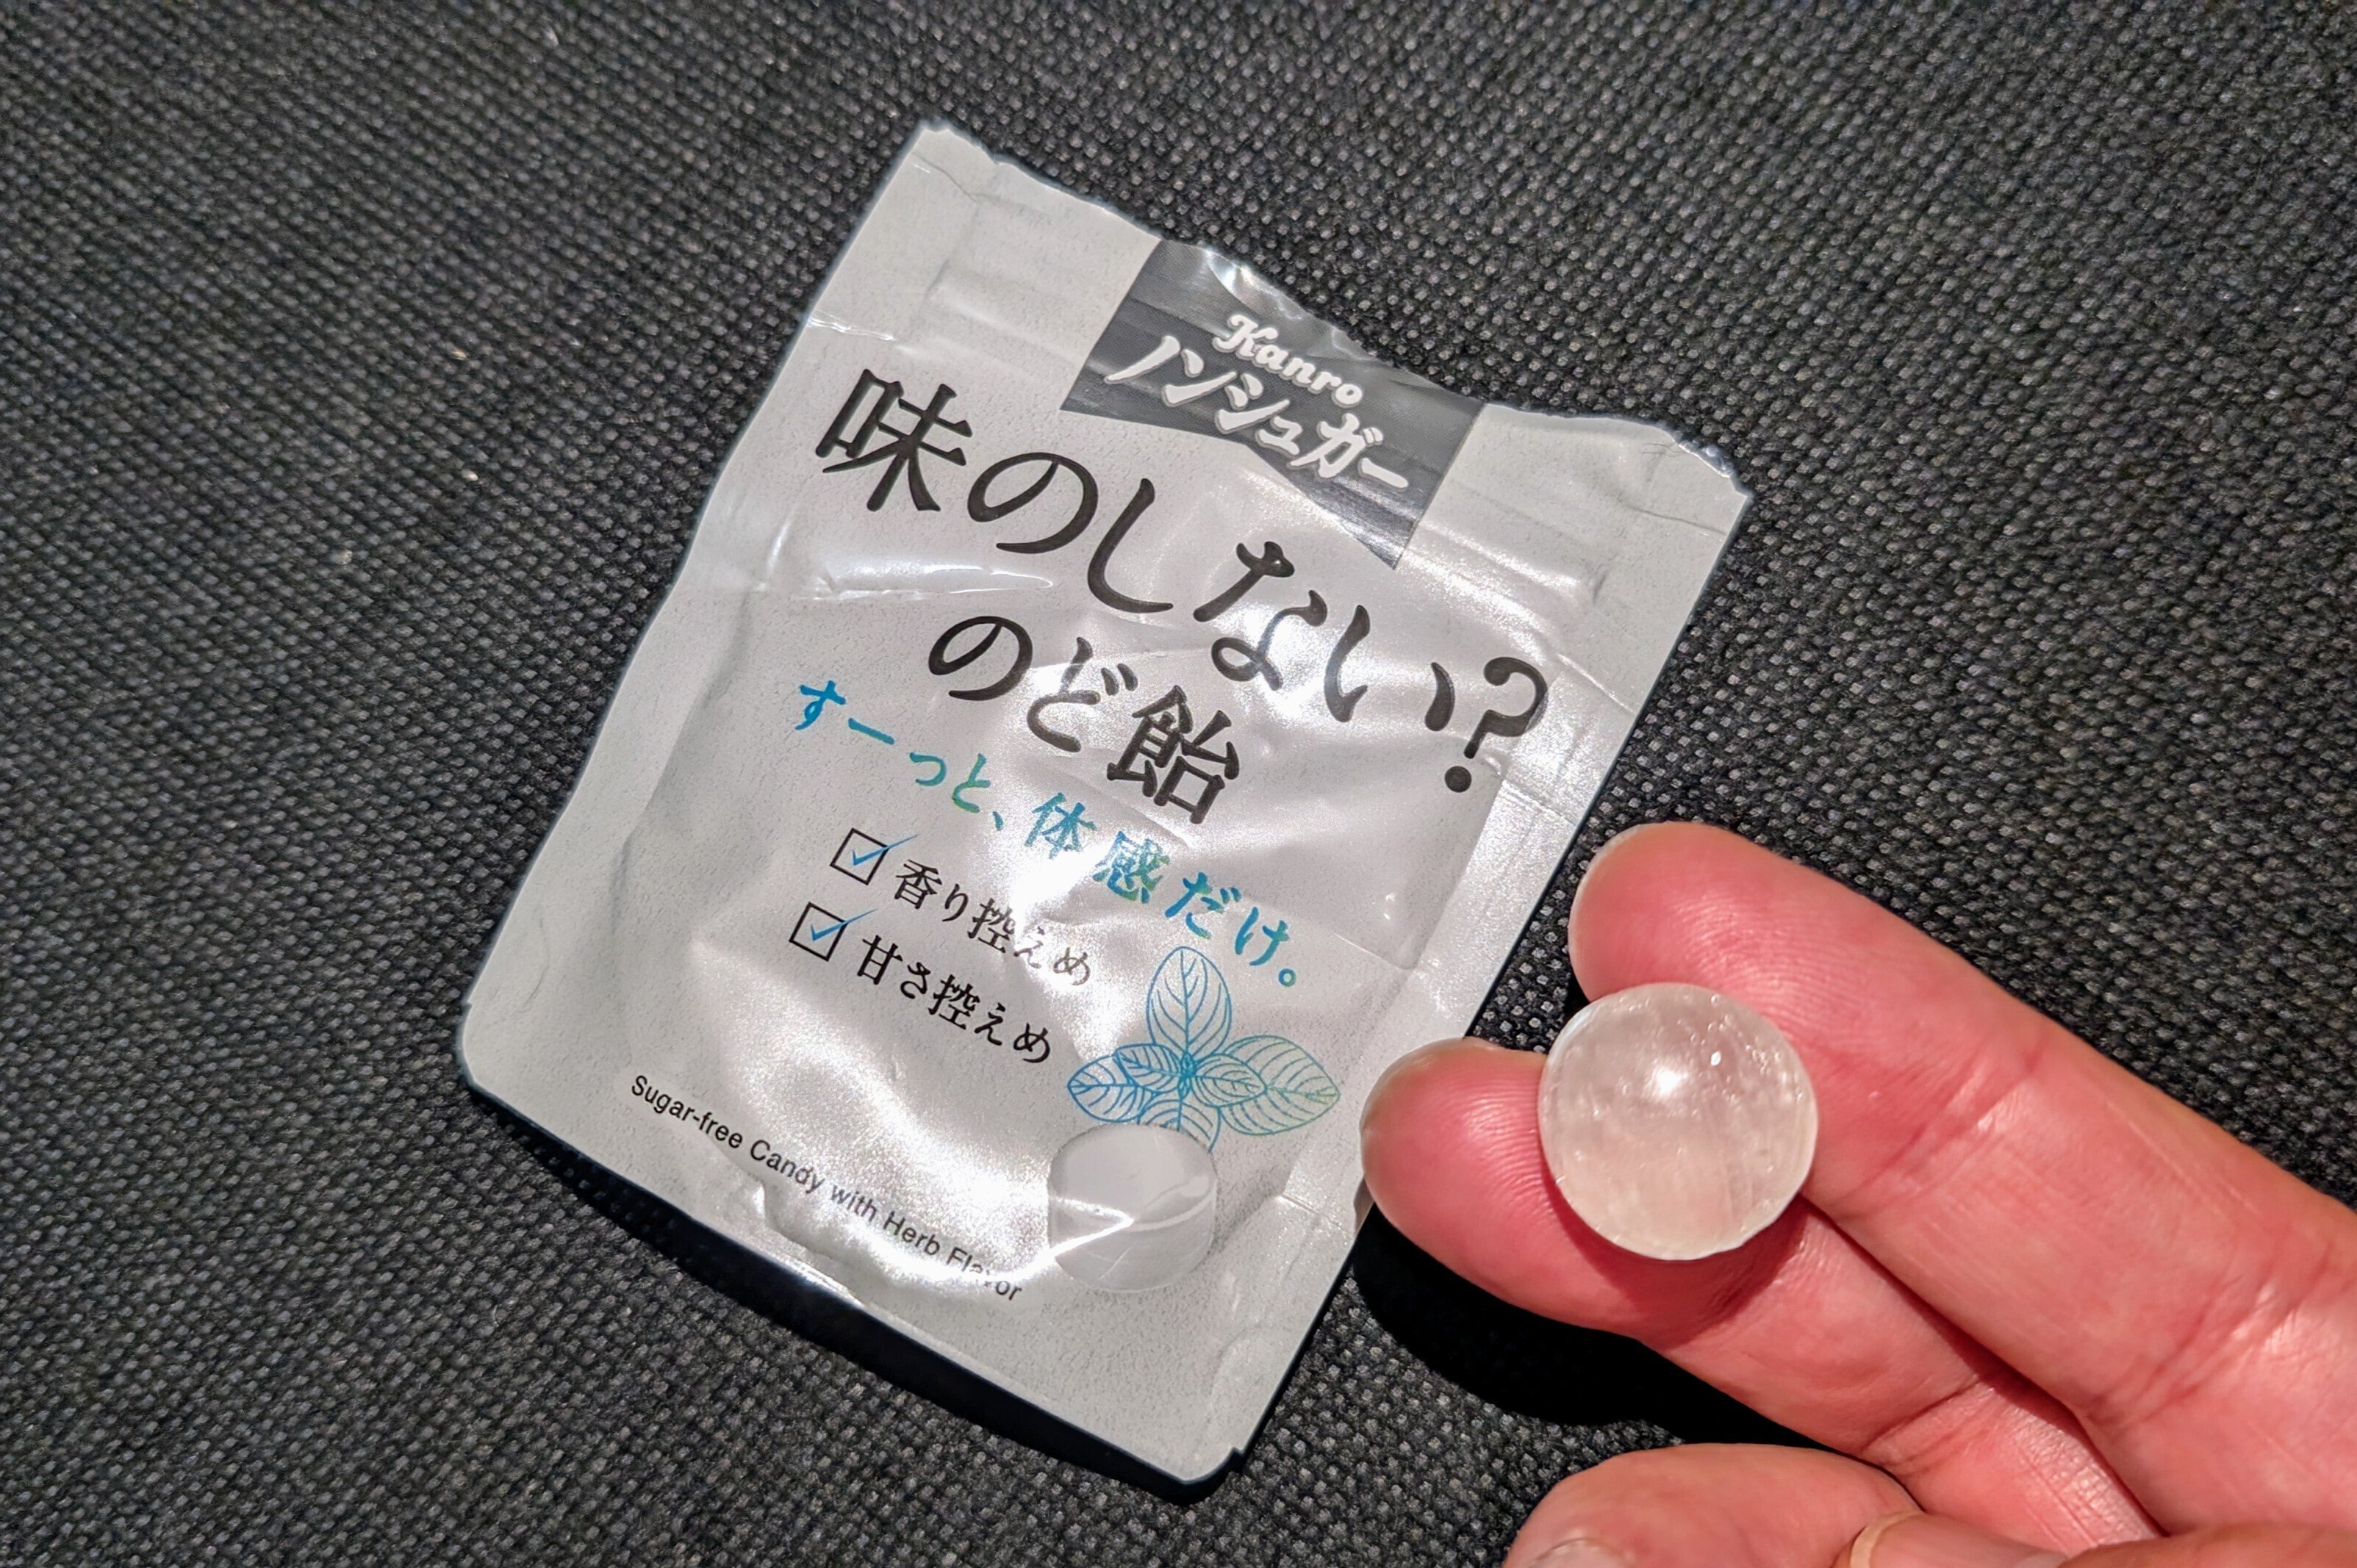 Kanro
ノンシュガー
味のしない?
のど飴
すーっと、体感だけ。
香り控えめ
甘さ控えめ
Sugar-free Candy with Herb Flavor